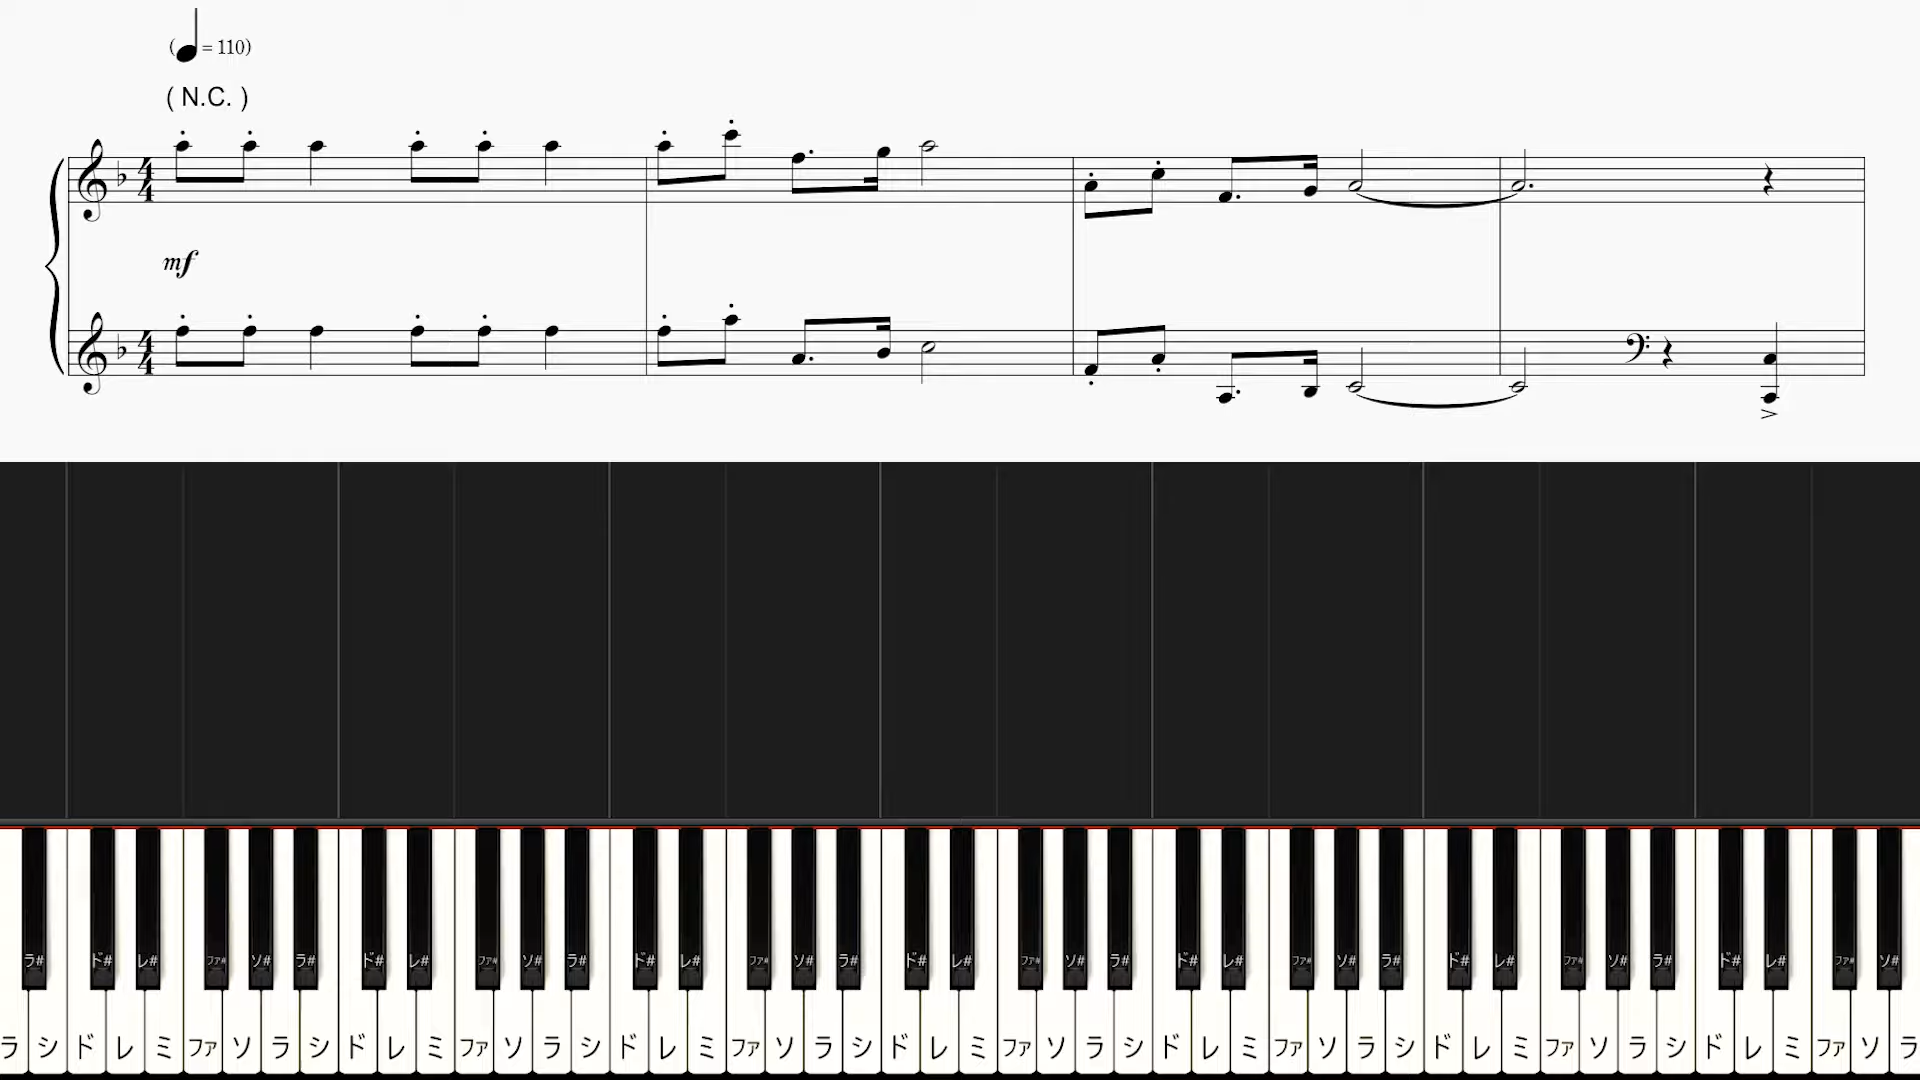 (♩ = 110)
( N.C. )
4
4
mf
4
4
ラ# ド# レ# ファ# ソ# ラ# ド# レ# ファ# ソ# ラ# ド# レ# ファ# ソ# ラ# ド# レ# ファ# ソ# ラ# ド# レ# ファ# ソ# ラ# ド# レ# ファ# ソ# ラ# ド# レ# ファ# ソ#
ラ シ ド レ ミ ファ ソ ラ シ ド レ ミ ファ ソ ラ シ ド レ ミ ファ ソ ラ シ ド レ ミ ファ ソ ラ シ ド レ ミ ファ ソ ラ シ ド レ ミ ファ ソ ラ シ ド レ ミ ファ ソ ラ